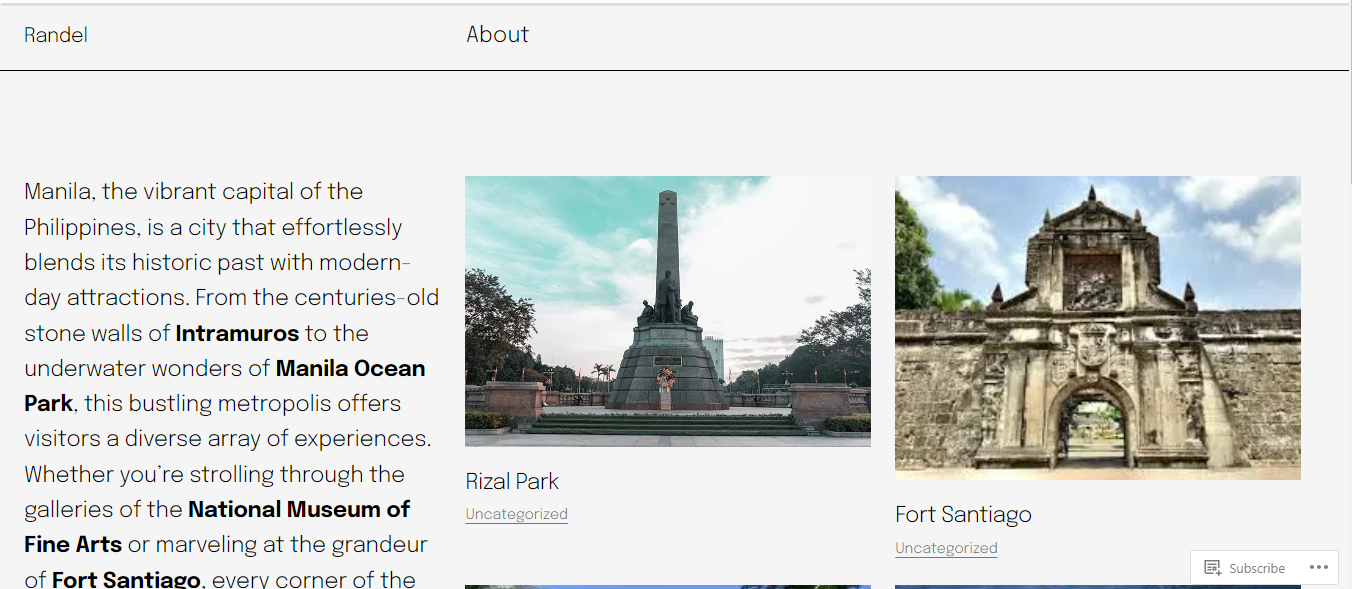 Randel
About
Manila, the vibrant capital of the
Philippines, is a city that effortlessly
blends its historic past with modern-
day attractions. From the centuries-old
stone walls of Intramuros to the
underwater wonders of Manila Ocean
Park, this bustling metropolis offers
visitors a diverse array of experiences.
Whether you’re strolling through the
galleries of the National Museum of
Fine Arts or marveling at the grandeur
of Fort Santiago, every corner of the
Rizal Park
Uncategorized
Fort Santiago
Uncategorized
Subscribe